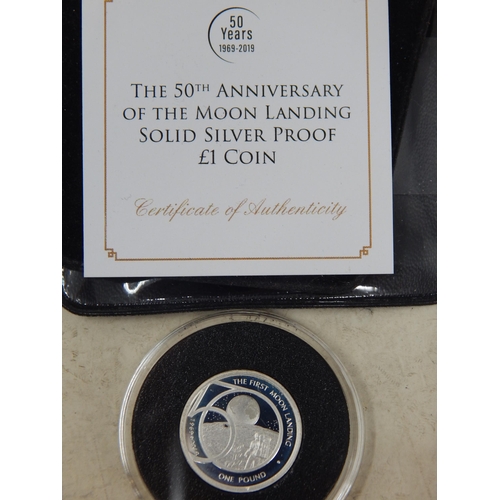 50
Years
1969-2019
THE 50TH ANNIVERSARY
OF THE MOON LANDING
SOLID SILVER PROOF
£1 COIN
Certificate of Authenticity
THE FIRST MOON LANDING
ONE POUND